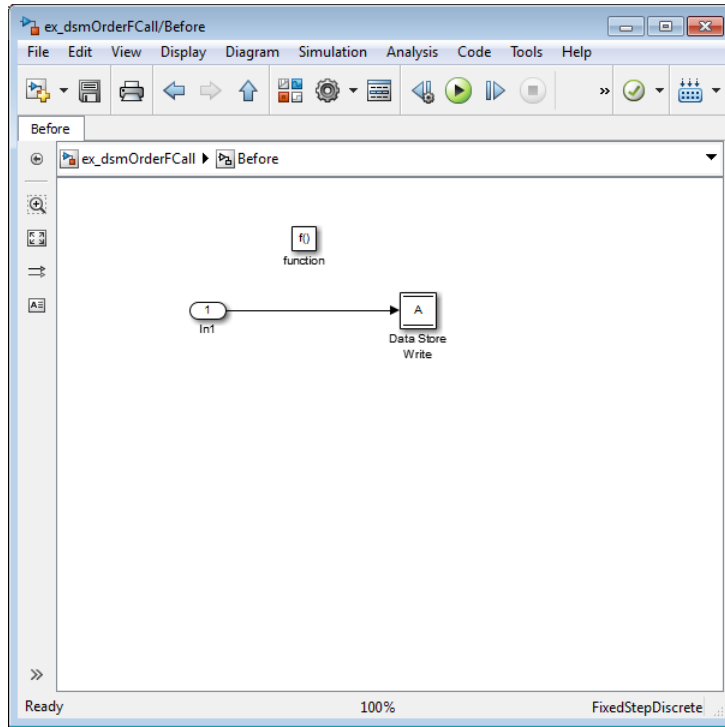 ex_dsmOrderFCall/Before
File Edit View Display Diagram Simulation Analysis Code Tools Help
»
Before
ex_dsmOrderFCall Before
f()
function
1
In1
A
Data Store
Write
»
Ready 100% FixedStepDiscrete